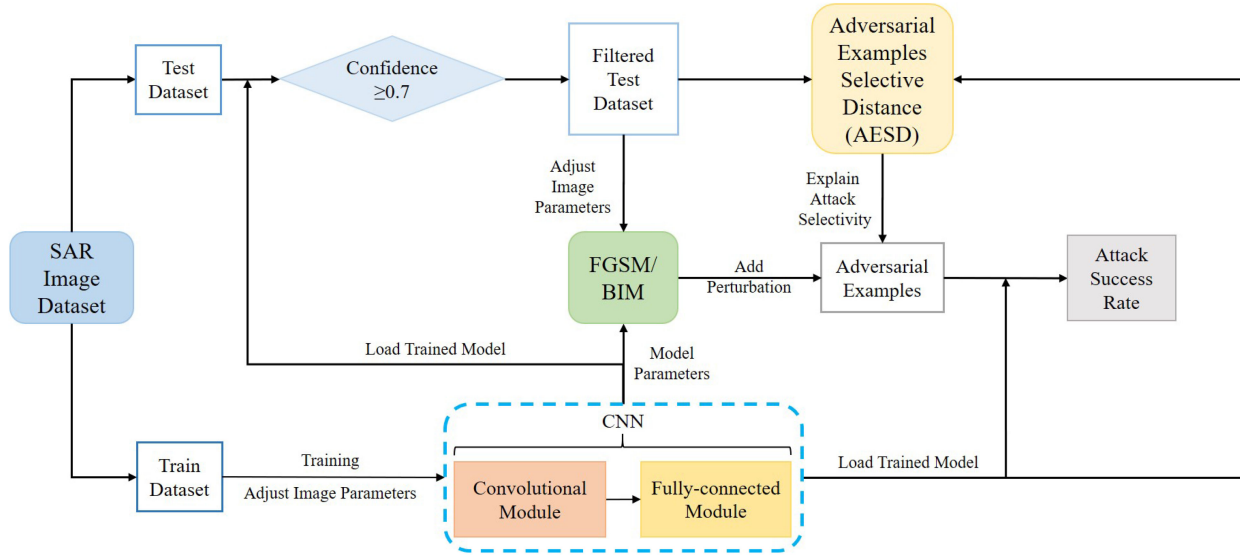 Test
Dataset
Confidence
≥0.7
Filtered
Test
Dataset
Adversarial
Examples
Selective
Distance
(AESD)
Adjust
Image
Parameters
Explain
Attack
Selectivity
SAR
Image
Dataset
FGSM/
BIM
Add
Perturbation
Adversarial
Examples
Attack
Success
Rate
Load Trained Model
Model
Parameters
CNN
Train
Dataset
Training
Adjust Image Parameters
Convolutional
Module
Fully-connected
Module
Load Trained Model